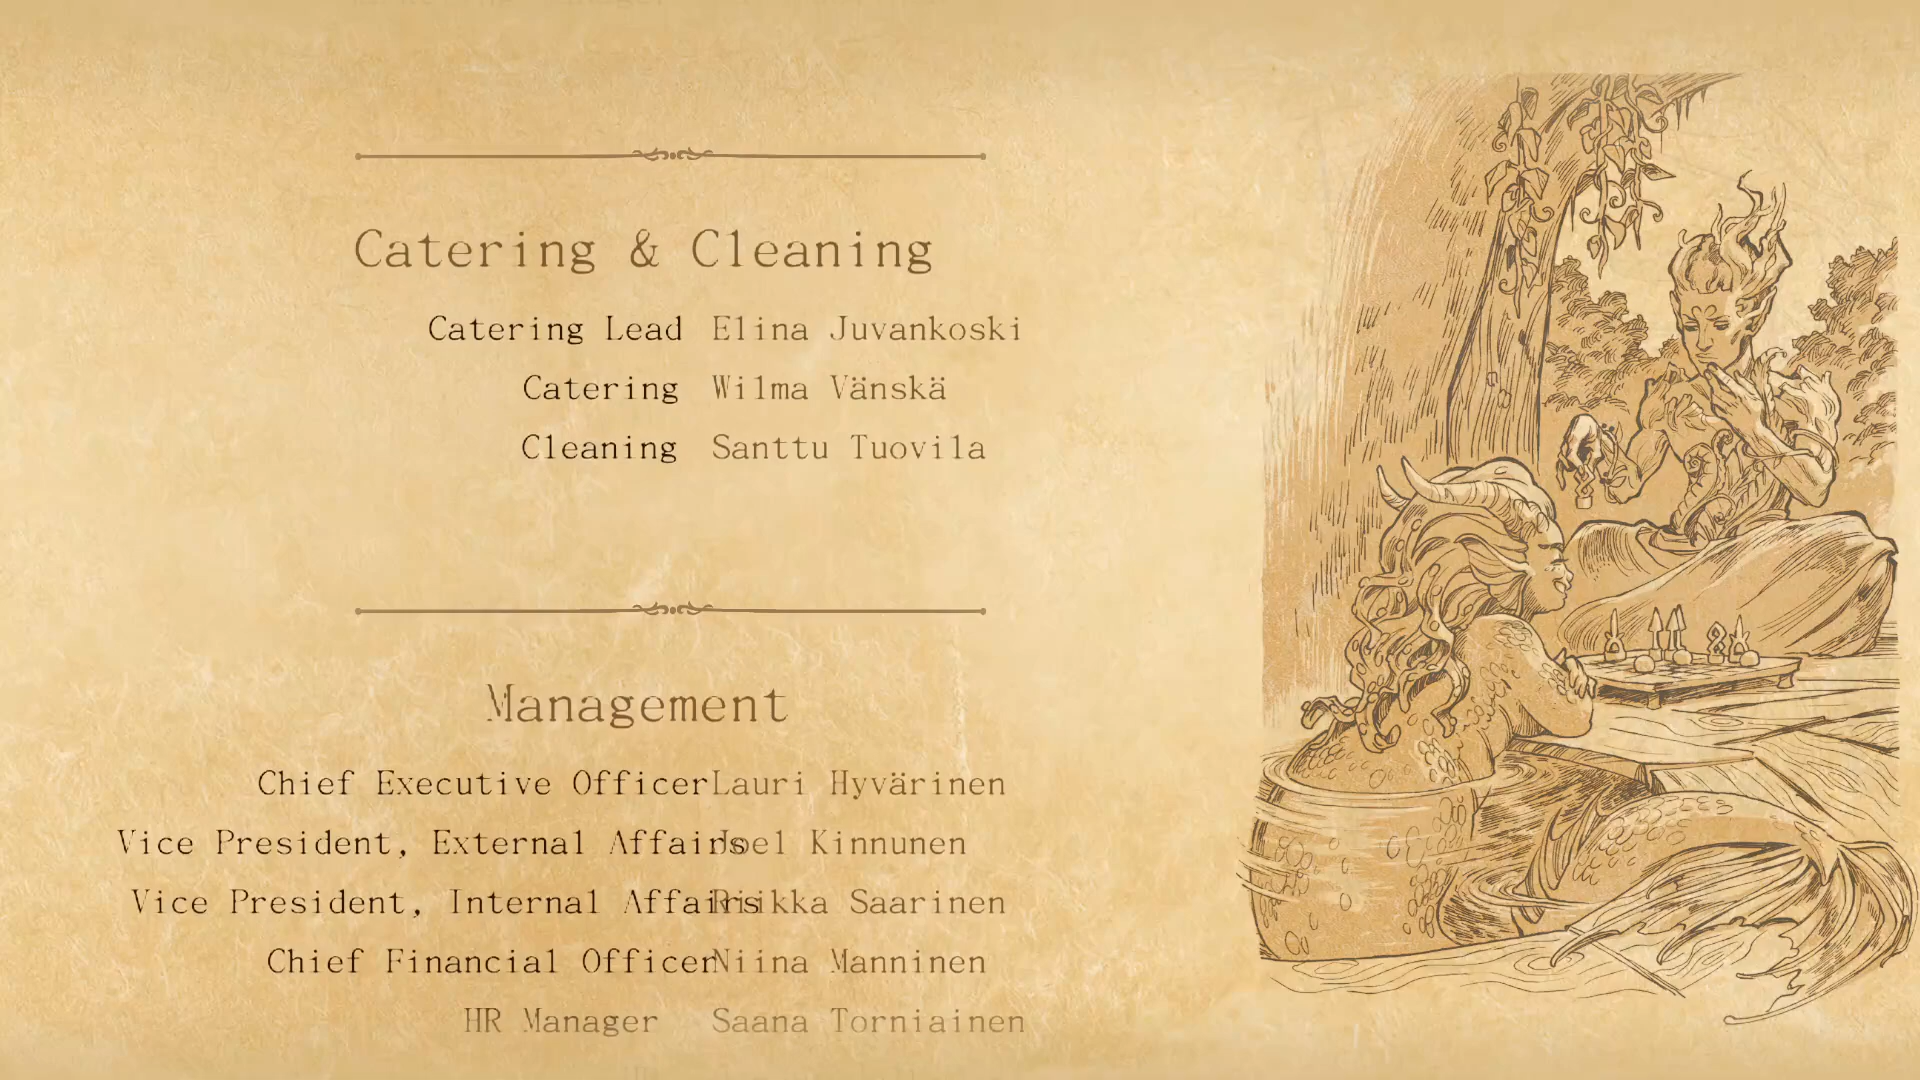 Catering & Cleaning
Catering Lead Elina Juvankoski
Catering Wilma Vänskä
Cleaning Santtu Tuovila
Management
Chief Executive Officer Lauri Hyvärinen
Vice President, External Affairs Joel Kinnunen
Vice President, Internal Affairs Riikka Saarinen
Chief Financial Officer Niina Manninen
HR Manager Saana Torniainen